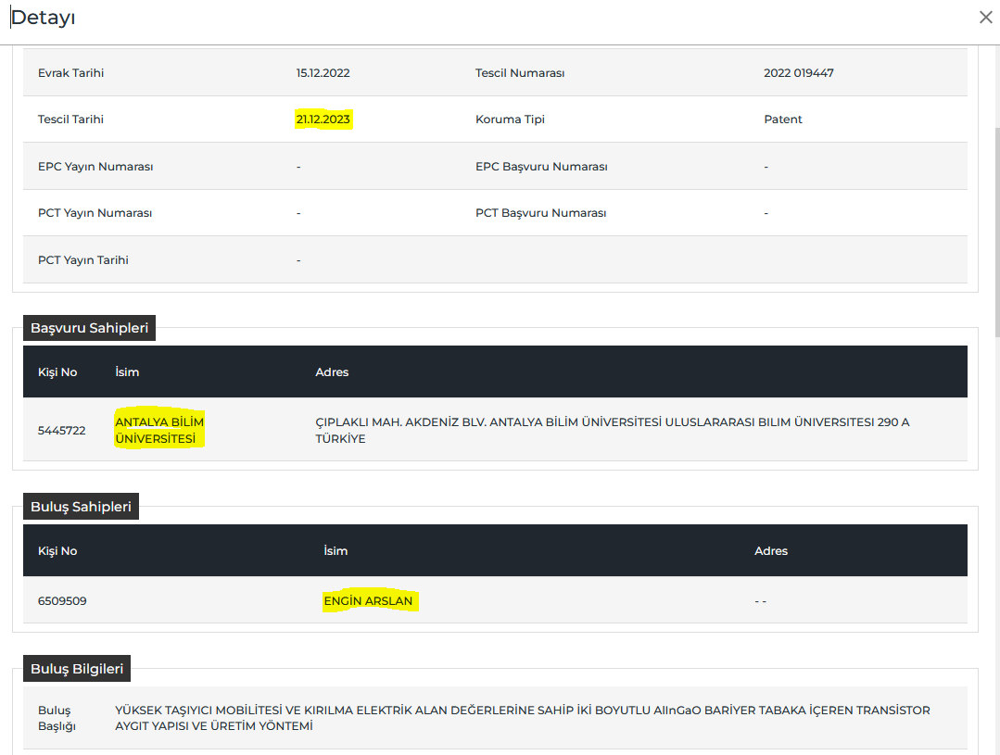 Detayı
Evrak Tarihi 15.12.2022 Tescil Numarası 2022 019447
Tescil Tarihi 21.12.2023 Koruma Tipi Patent
EPC Yayın Numarası - EPC Başvuru Numarası -
PCT Yayın Numarası - PCT Başvuru Numarası -
PCT Yayın Tarihi -
Başvuru Sahipleri
Kişi No İsim Adres
5445722
ANTALYA BİLİM
ÜNİVERSİTESİ
ÇIPLAKLI MAH. AKDENİZ BLV. ANTALYA BİLİM ÜNİVERSİTESİ ULUSLARARASI BILIM ÜNIVERSITESI 290 A
TÜRKİYE
Buluş Sahipleri
Kişi No İsim Adres
6509509 ENGİN ARSLAN - -
Buluş Bilgileri
Buluş
Başlığı
YÜKSEK TAŞIYICI MOBİLİTESİ VE KIRILMA ELEKTRİK ALAN DEĞERLERİNE SAHİP İKİ BOYUTLU AlInGaO BARİYER TABAKA İÇEREN TRANSİSTOR
AYGIT YAPISI VE ÜRETİM YÖNTEMİ